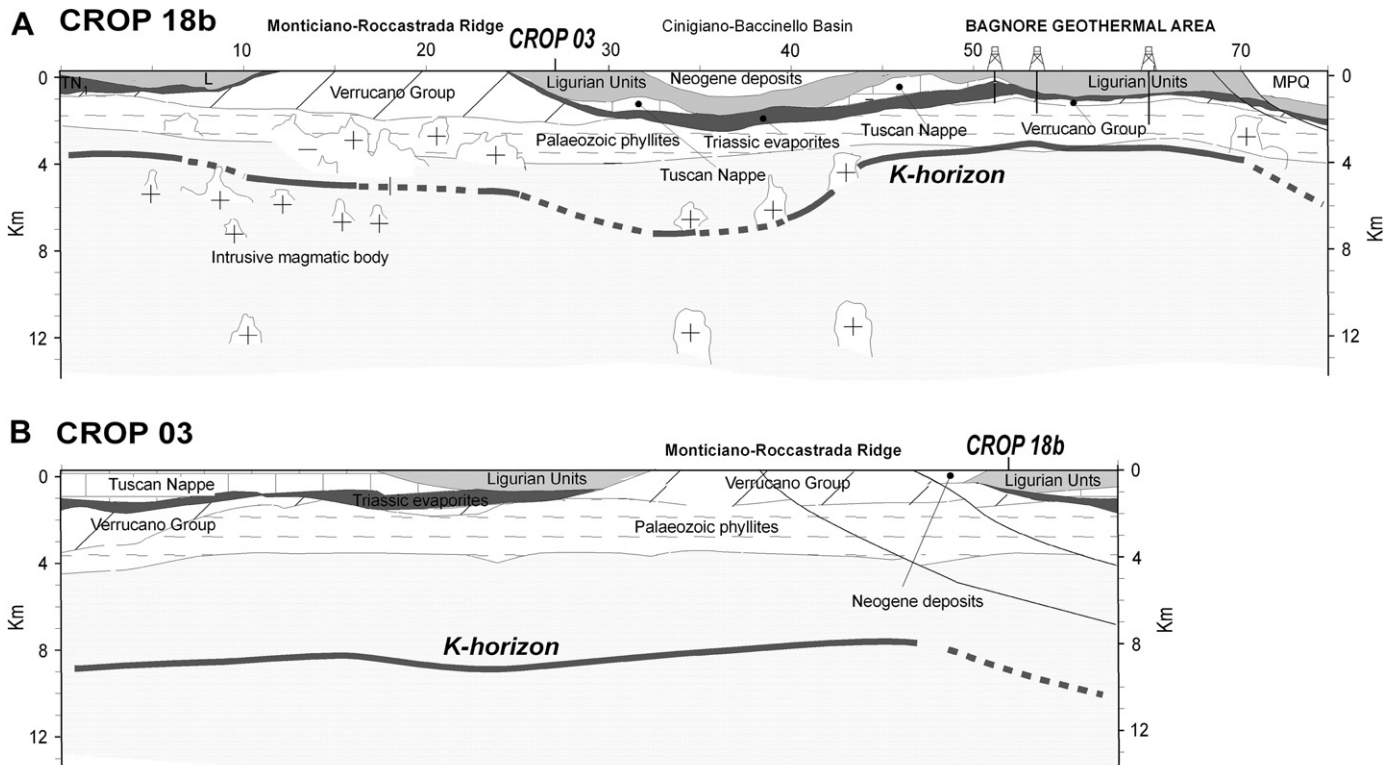 A CROP 18b
Monticiano-Roccastrada Ridge
CROP 03
Cinigiano-Baccinello Basin
BAGNORE GEOTHERMAL AREA
10 20 30 40 50 70
0 TN1 L Verrucano Group Ligurian Units Neogene deposits Ligurian Units MPQ 0
Palaeozoic phyllites Triassic evaporites Tuscan Nappe Verrucano Group
4 Tuscan Nappe K-horizon 4
Km Km
8 8
Intrusive magmatic body
12 12
B CROP 03
Monticiano-Roccastrada Ridge
CROP 18b
0 Tuscan Nappe Ligurian Units Verrucano Group Ligurian Unts 0
Triassic evaporites
Verrucano Group Palaeozoic phyllites
4 4
Neogene deposits
Km Km
8 K-horizon 8
12 12